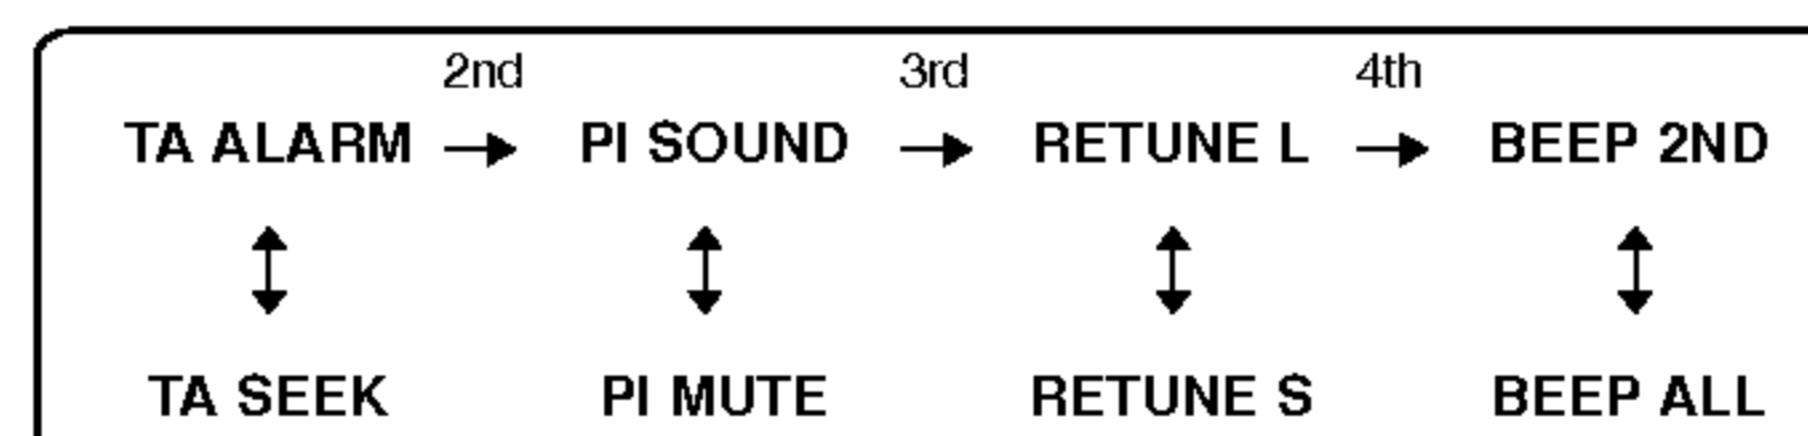 2nd 3rd 4th
TA ALARM PI SOUND RETUNE L BEEP 2ND
TA SEEK PI MUTE RETUNE S BEEP ALL